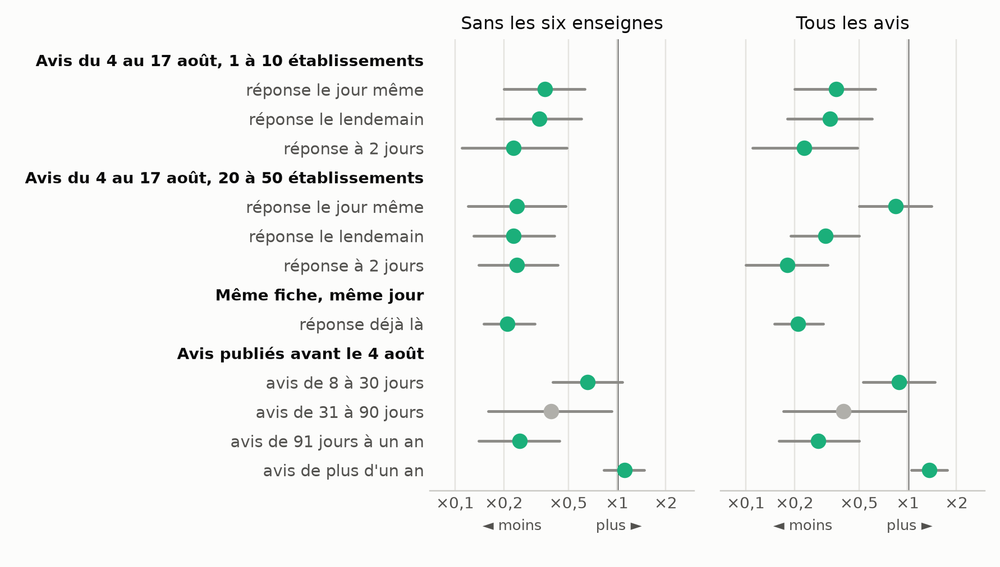 Sans les six enseignes
Tous les avis
Avis du 4 au 17 août, 1 à 10 établissements
réponse le jour même
réponse le lendemain
réponse à 2 jours
Avis du 4 au 17 août, 20 à 50 établissements
réponse le jour même
réponse le lendemain
réponse à 2 jours
Même fiche, même jour
réponse déjà là
Avis publiés avant le 4 août
avis de 8 à 30 jours
avis de 31 à 90 jours
avis de 91 jours à un an
avis de plus d'un an
×0,1 ×0,2 ×0,5 ×1 ×2
×0,1 ×0,2 ×0,5 ×1 ×2
◄ moins plus ►
◄ moins plus ►